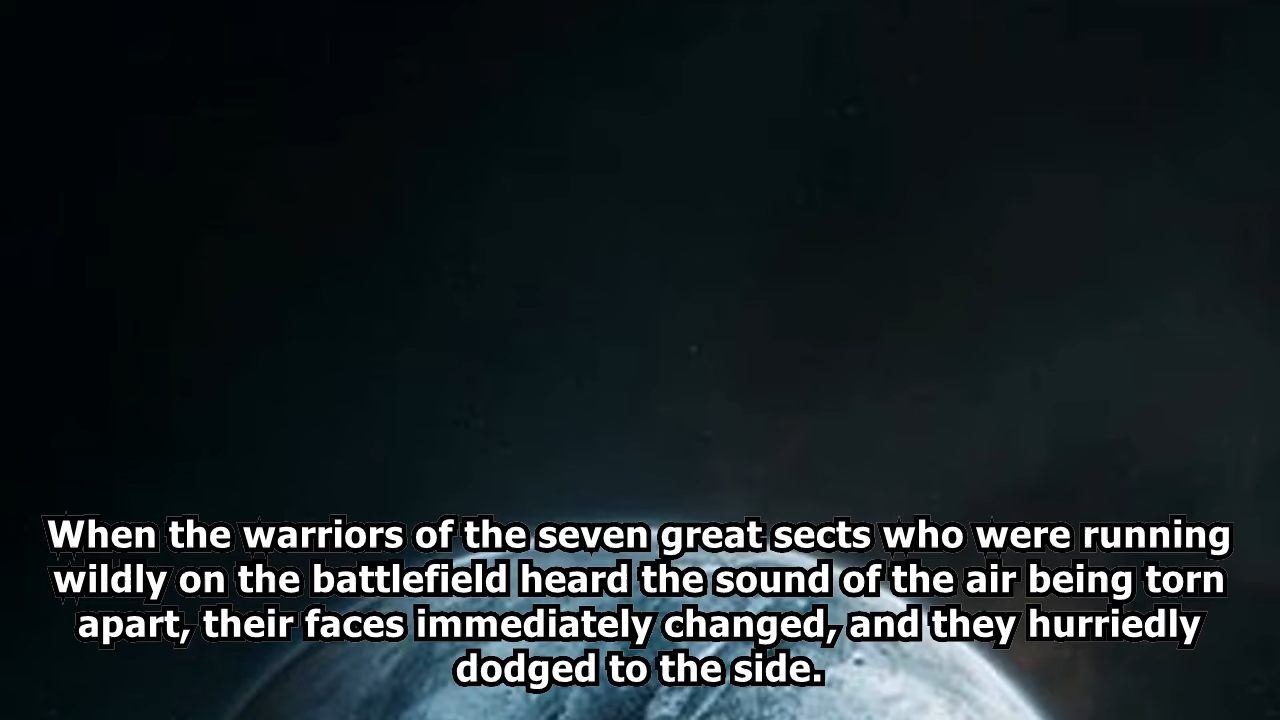 When the warriors of the seven great sects who were running
wildly on the battlefield heard the sound of the air being torn
apart, their faces immediately changed, and they hurriedly
dodged to the side.